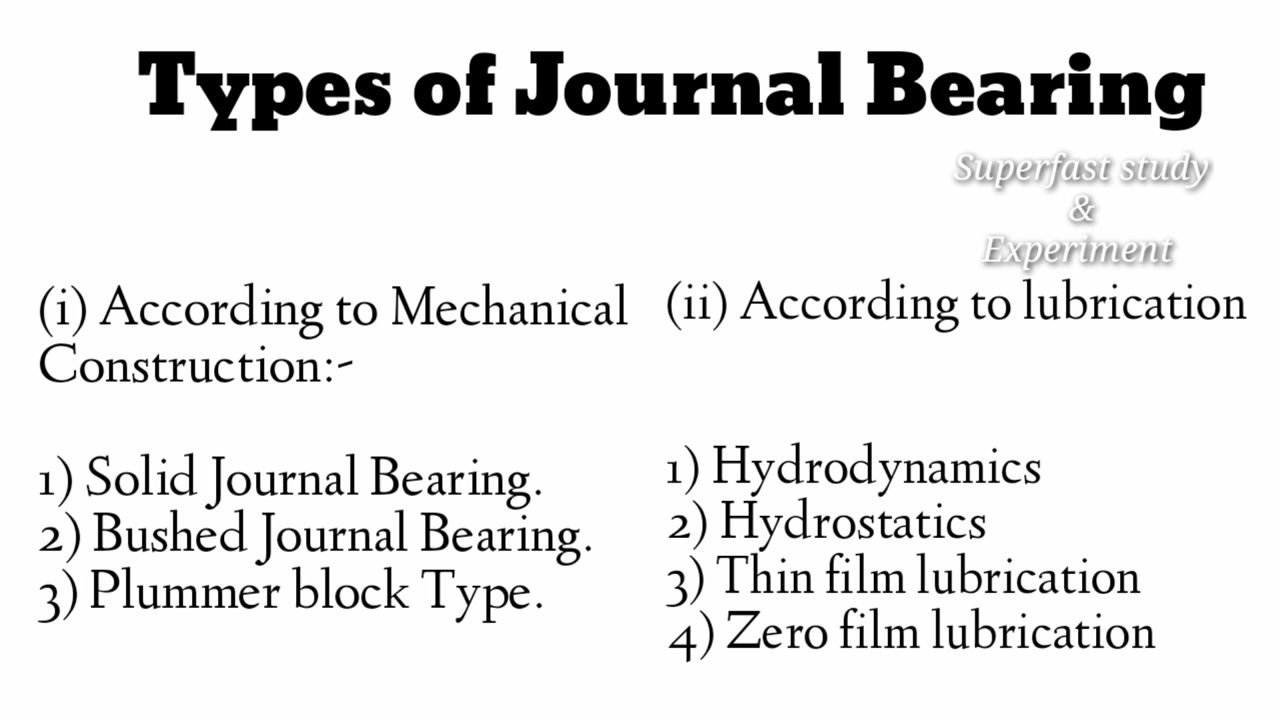 Types of Journal Bearing
Superfast study
&
Experiment
(i) According to Mechanical
Construction:-
1) Solid Journal Bearing.
2) Bushed Journal Bearing.
3) Plummer block Type.
(ii) According to lubrication
1) Hydrodynamics
2) Hydrostatics
3) Thin film lubrication
4) Zero film lubrication